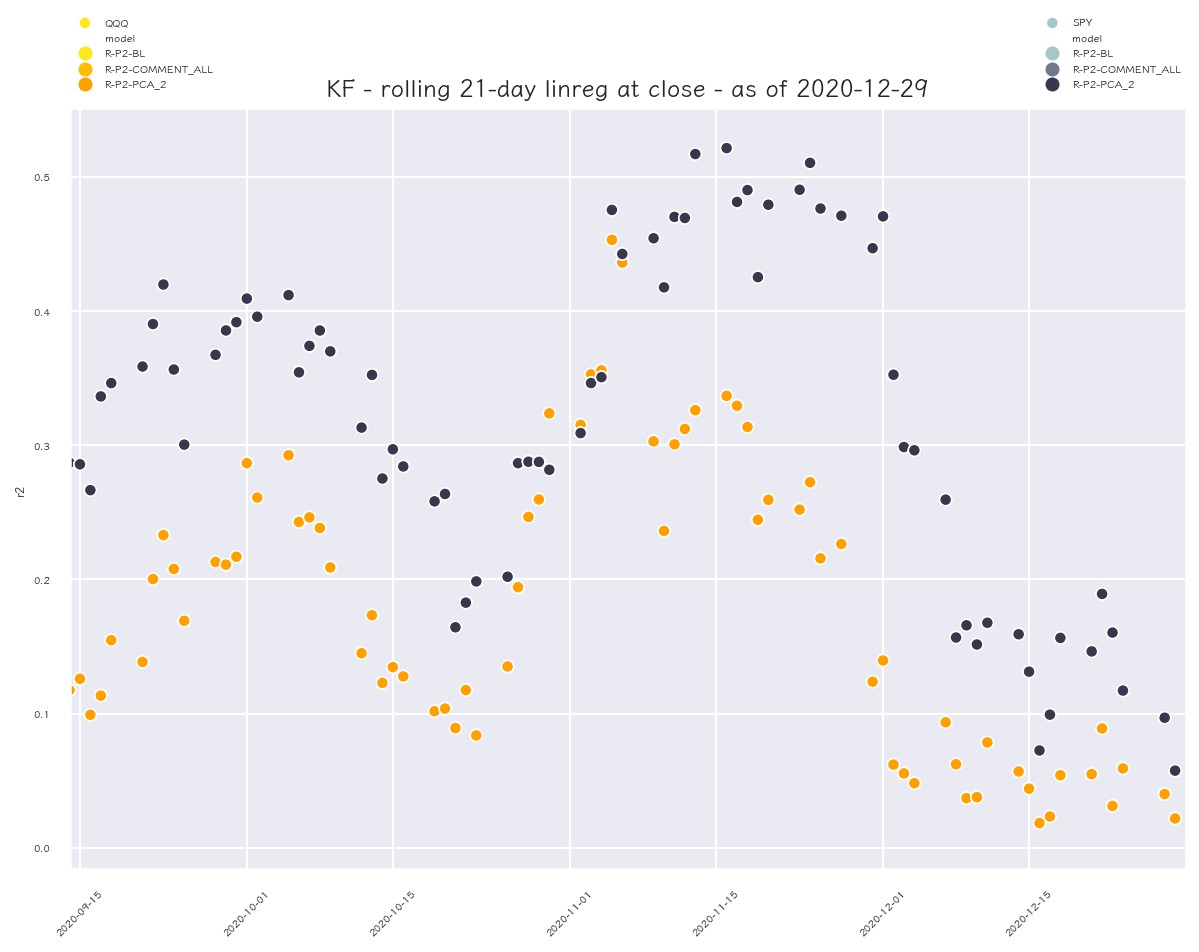 QQQ
model
R-P2-BL
R-P2-COMMENT_ALL
R-P2-PCA_2
SPY
model
R-P2-BL
R-P2-COMMENT_ALL
R-P2-PCA_2
KF - rolling 21-day linreg at close - as of 2020-12-29
r2
0.5
0.4
0.3
0.2
0.1
0.0
2020-09-15
2020-10-01
2020-10-15
2020-11-01
2020-11-15
2020-12-01
2020-12-15